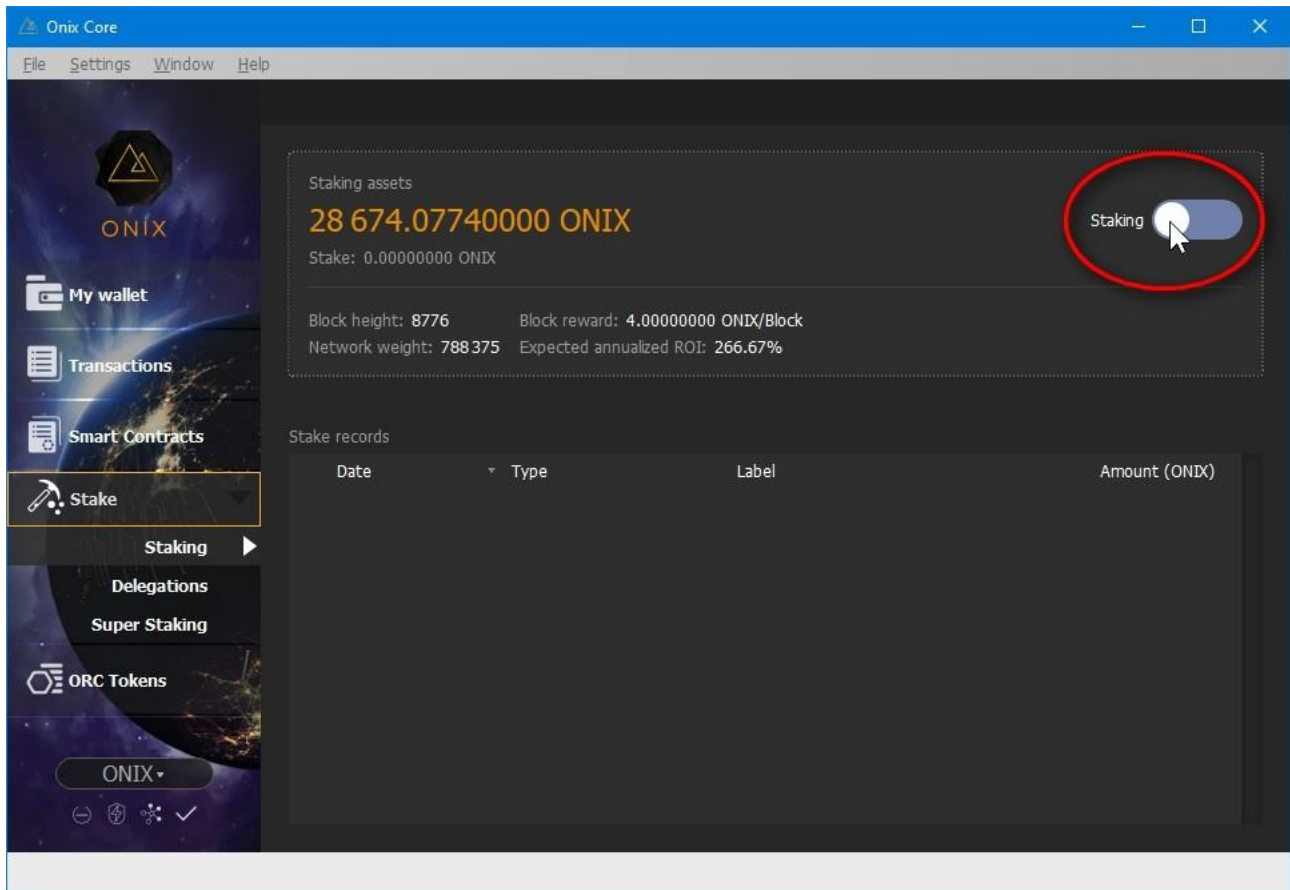 Onix Core
File Settings Window Help
ONIX
My wallet
Transactions
Smart Contracts
Stake
Staking
Delegations
Super Staking
ORC Tokens
ONIX
Staking assets
28 674.07740000 ONIX
Stake: 0.00000000 ONIX
Staking
Block height: 8776 Block reward: 4.00000000 ONIX/Block
Network weight: 788 375 Expected annualized ROI: 266.67%
Stake records
Date Type Label Amount (ONIX)